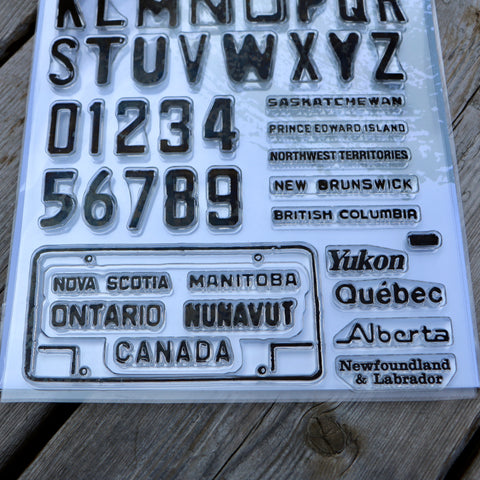 KLMNOPQR
STUVWXYZ
01234
56789
SASKATCHEWAN
PRINCE EDWARD ISLAND
NORTHWEST TERRITORIES
NEW BRUNSWICK
BRITISH COLUMBIA
NOVA SCOTIA MANITOBA
ONTARIO NUNAVUT
CANADA
Yukon
Québec
Alberta
Newfoundland
& Labrador